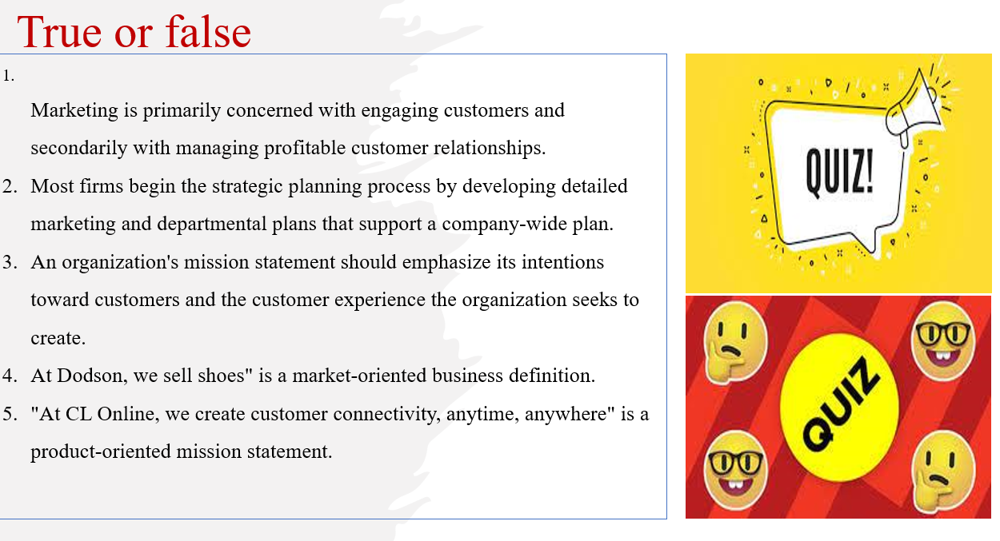 True or false
1.
Marketing is primarily concerned with engaging customers and
secondarily with managing profitable customer relationships.
2. Most firms begin the strategic planning process by developing detailed
marketing and departmental plans that support a company-wide plan.
3. An organization's mission statement should emphasize its intentions
toward customers and the customer experience the organization seeks to
create.
4. At Dodson, we sell shoes" is a market-oriented business definition.
5. "At CL Online, we create customer connectivity, anytime, anywhere" is a
product-oriented mission statement.
QUIZ!
QUIZ